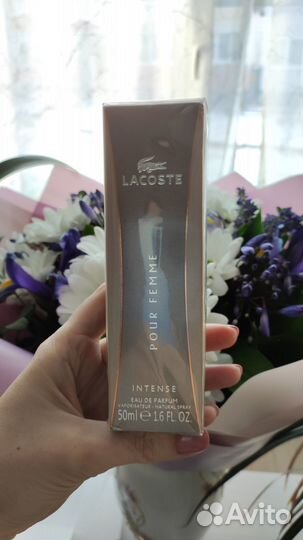 LACOSTE
POUR FEMME
INTENSE
EAU DE PARFUM
VAPORISATEUR - NATURAL SPRAY
50ml e 1.6 FL.OZ.
Avito